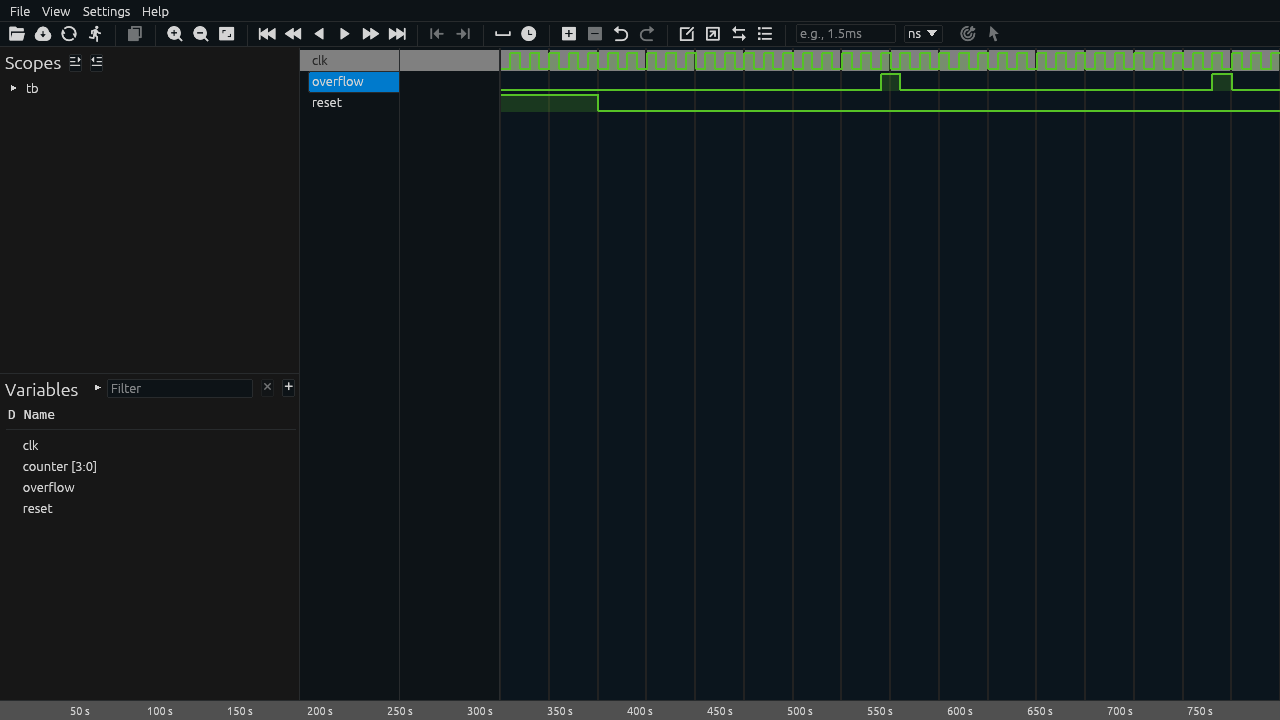 File View Settings Help
e.g., 1.5ms ns
Scopes
tb
clk
overflow
reset
Variables Filter
D Name
clk
counter [3:0]
overflow
reset
50 s 100 s 150 s 200 s 250 s 300 s 350 s 400 s 450 s 500 s 550 s 600 s 650 s 700 s 750 s